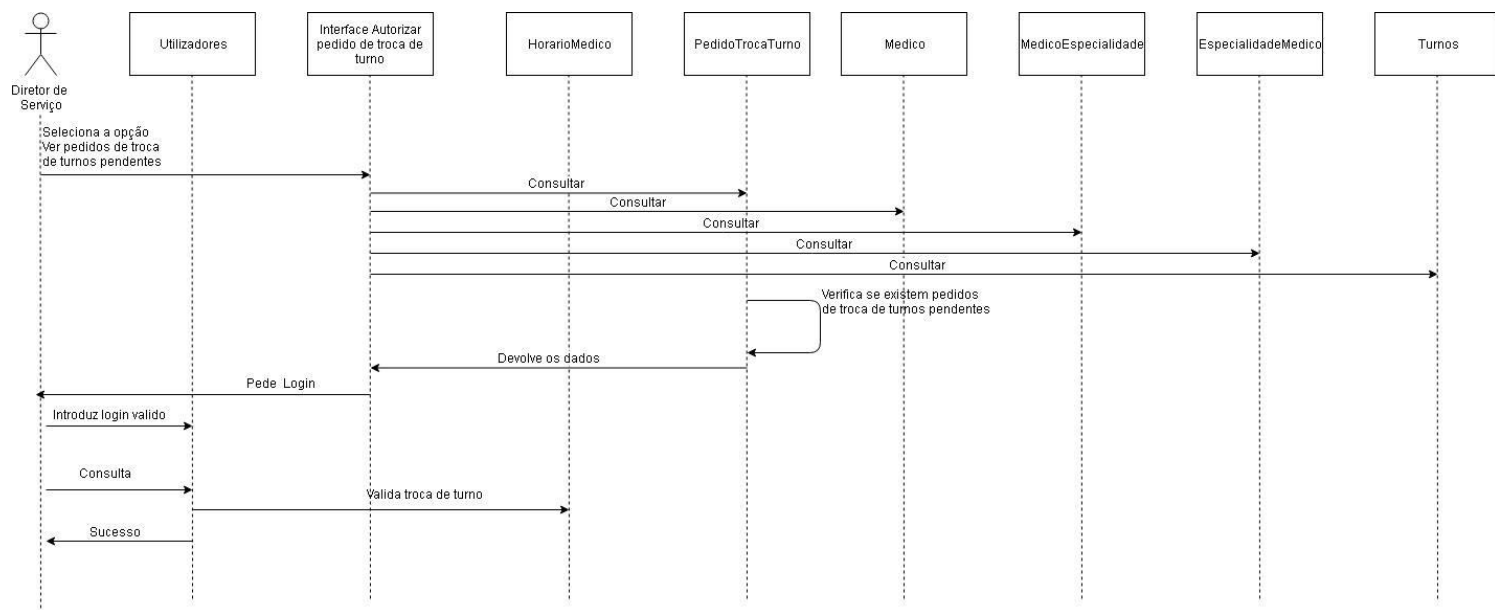 Diretor de
Serviço
Utilizadores
Interface Autorizar
pedido de troca de
turno
HorarioMedico
PedidoTrocaTurno
Medico
MedicoEspecialidade
EspecialidadeMedico
Turnos
Seleciona a opção
Ver pedidos de troca
de turnos pendentes
Consultar
Consultar
Consultar
Consultar
Consultar
Verifica se existem pedidos
de troca de turnos pendentes
Devolve os dados
Pede Login
Introduz login valido
Consulta
Valida troca de turno
Sucesso